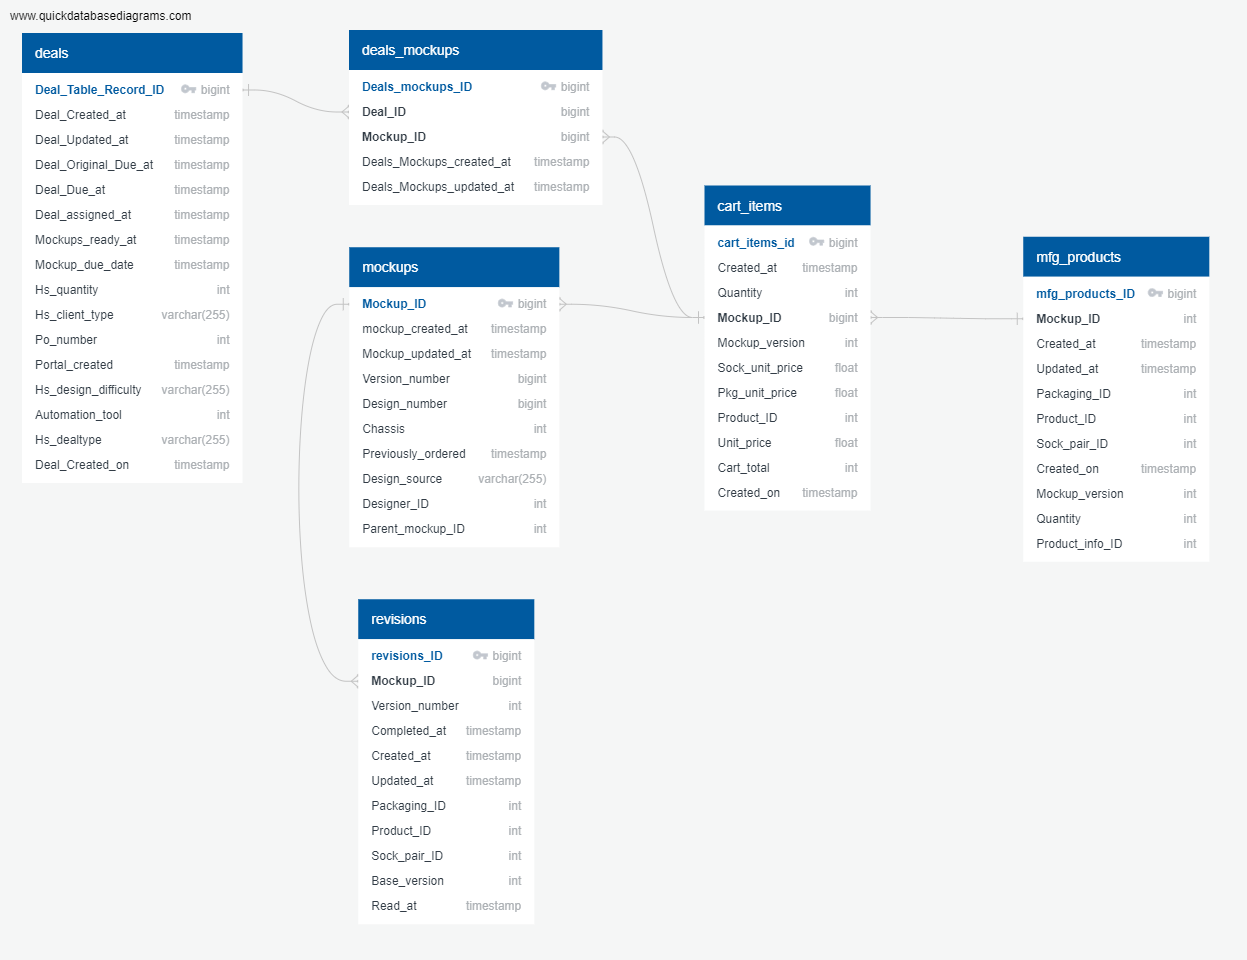 www.quickdatabasediagrams.com
deals
Deal_Table_Record_ID bigint
Deal_Created_at timestamp
Deal_Updated_at timestamp
Deal_Original_Due_at timestamp
Deal_Due_at timestamp
Deal_assigned_at timestamp
Mockups_ready_at timestamp
Mockup_due_date timestamp
Hs_quantity int
Hs_client_type varchar(255)
Po_number int
Portal_created timestamp
Hs_design_difficulty varchar(255)
Automation_tool int
Hs_dealtype varchar(255)
Deal_Created_on timestamp
deals_mockups
Deals_mockups_ID bigint
Deal_ID bigint
Mockup_ID bigint
Deals_Mockups_created_at timestamp
Deals_Mockups_updated_at timestamp
mockups
Mockup_ID bigint
mockup_created_at timestamp
Mockup_updated_at timestamp
Version_number bigint
Design_number bigint
Chassis int
Previously_ordered timestamp
Design_source varchar(255)
Designer_ID int
Parent_mockup_ID int
revisions
revisions_ID bigint
Mockup_ID bigint
Version_number int
Completed_at timestamp
Created_at timestamp
Updated_at timestamp
Packaging_ID int
Product_ID int
Sock_pair_ID int
Base_version int
Read_at timestamp
cart_items
cart_items_id bigint
Created_at timestamp
Quantity int
Mockup_ID bigint
Mockup_version int
Sock_unit_price float
Pkg_unit_price float
Product_ID int
Unit_price float
Cart_total int
Created_on timestamp
mfg_products
mfg_products_ID bigint
Mockup_ID int
Created_at timestamp
Updated_at timestamp
Packaging_ID int
Product_ID int
Sock_pair_ID int
Created_on timestamp
Mockup_version int
Quantity int
Product_info_ID int